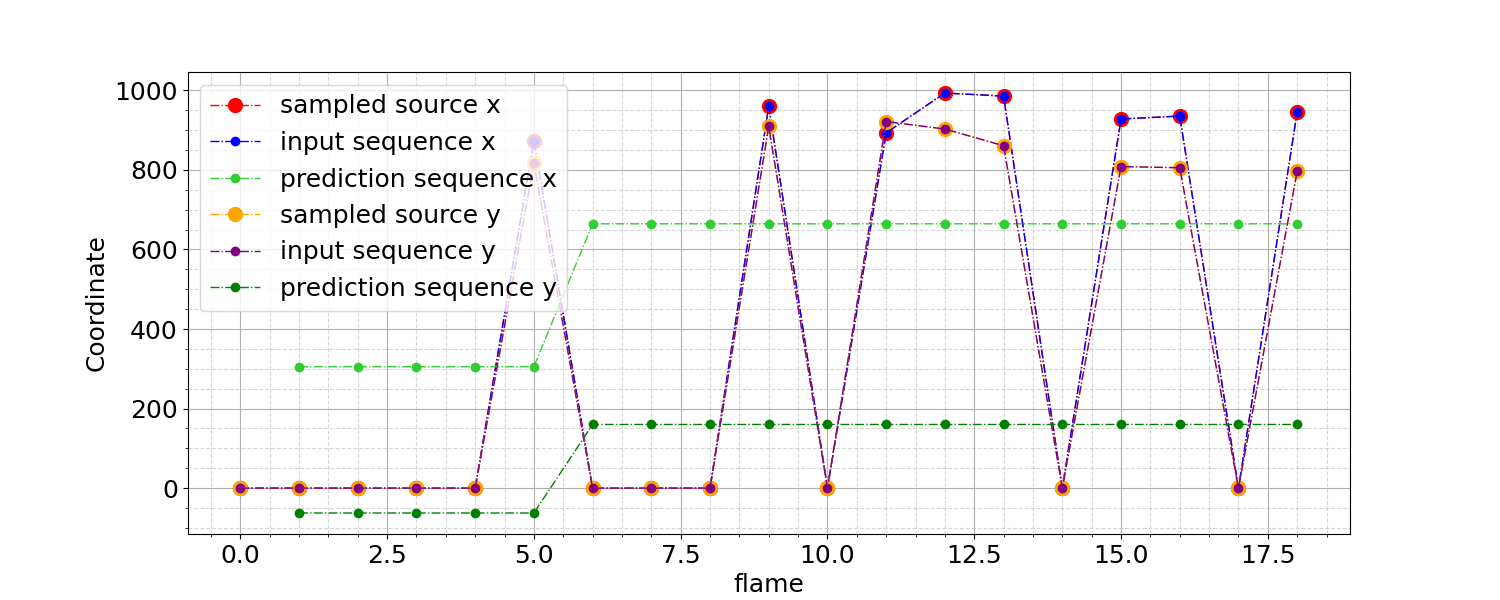 1000
800
600
400
200
0
Coordinate
sampled source x
input sequence x
prediction sequence x
sampled source y
input sequence y
prediction sequence y
0.0 2.5 5.0 7.5 10.0 12.5 15.0 17.5
flame